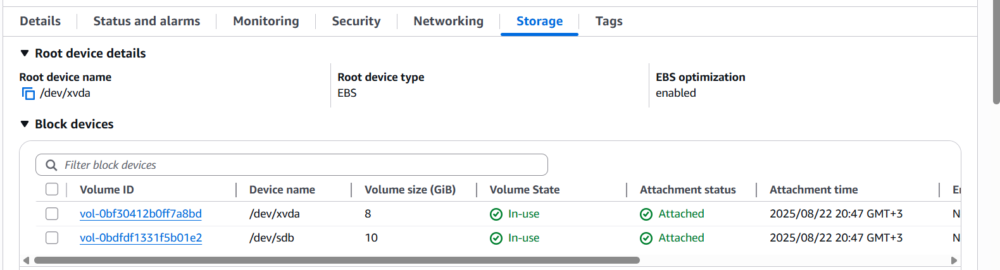 Details Status and alarms Monitoring Security Networking Storage Tags
Root device details
Root device name Root device type EBS optimization
/dev/xvda EBS enabled
Block devices
Filter block devices
Volume ID Device name Volume size (GiB) Volume State Attachment status Attachment time
vol-0bf30412b0ff7a8bd /dev/xvda 8 In-use Attached 2025/08/22 20:47 GMT+3
vol-0bdfdf1331f5b01e2 /dev/sdb 10 In-use Attached 2025/08/22 20:47 GMT+3